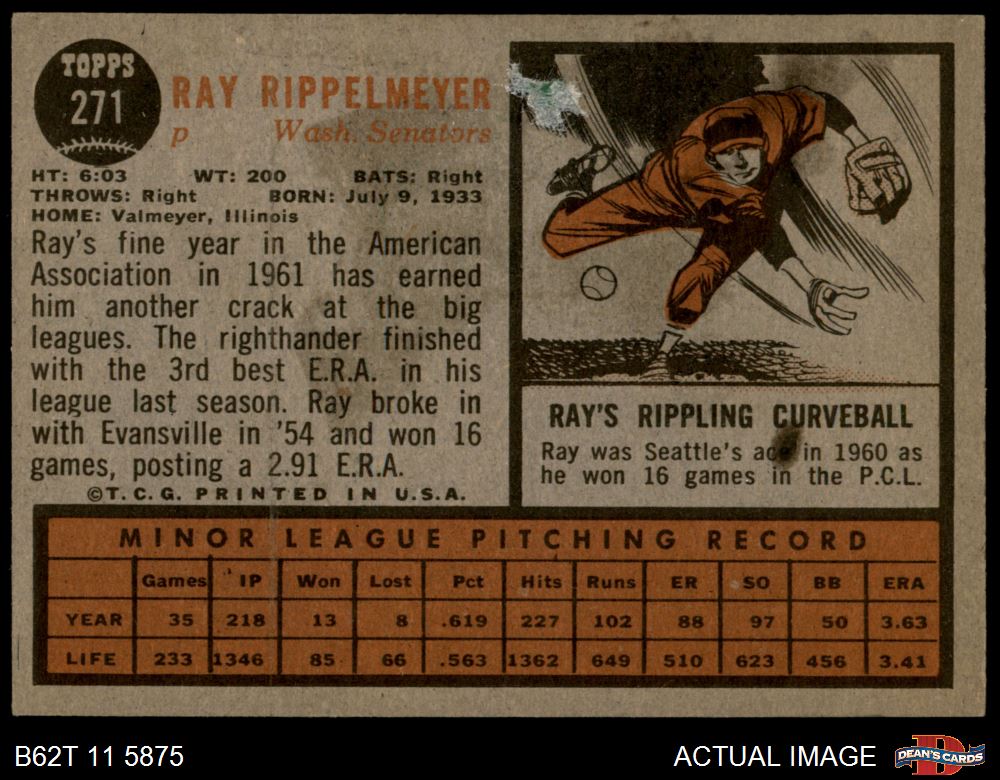 TOPPS
271
RAY RIPPELMEYER
p Wash. Senators
HT: 6:03 WT: 200 BATS: Right
THROWS: Right BORN: July 9, 1933
HOME: Valmeyer, Illinois
Ray's fine year in the American
Association in 1961 has earned
him another crack at the big
leagues. The righthander finished
with the 3rd best E.R.A. in his
league last season. Ray broke in
with Evansville in '54 and won 16
games, posting a 2.91 E.R.A.
©T.C.G. PRINTED IN U.S.A.
RAY'S RIPPLING CURVEBALL
Ray was Seattle's ace in 1960 as
he won 16 games in the P.C.L.
MINOR LEAGUE PITCHING RECORD
Games IP Won Lost Pct Hits Runs ER SO BB ERA
YEAR 35 218 13 8 .619 227 102 88 97 50 3.63
LIFE 233 1346 85 66 .563 1362 649 510 623 456 3.41
B62T 11 5875 ACTUAL IMAGE DEAN'S CARDS